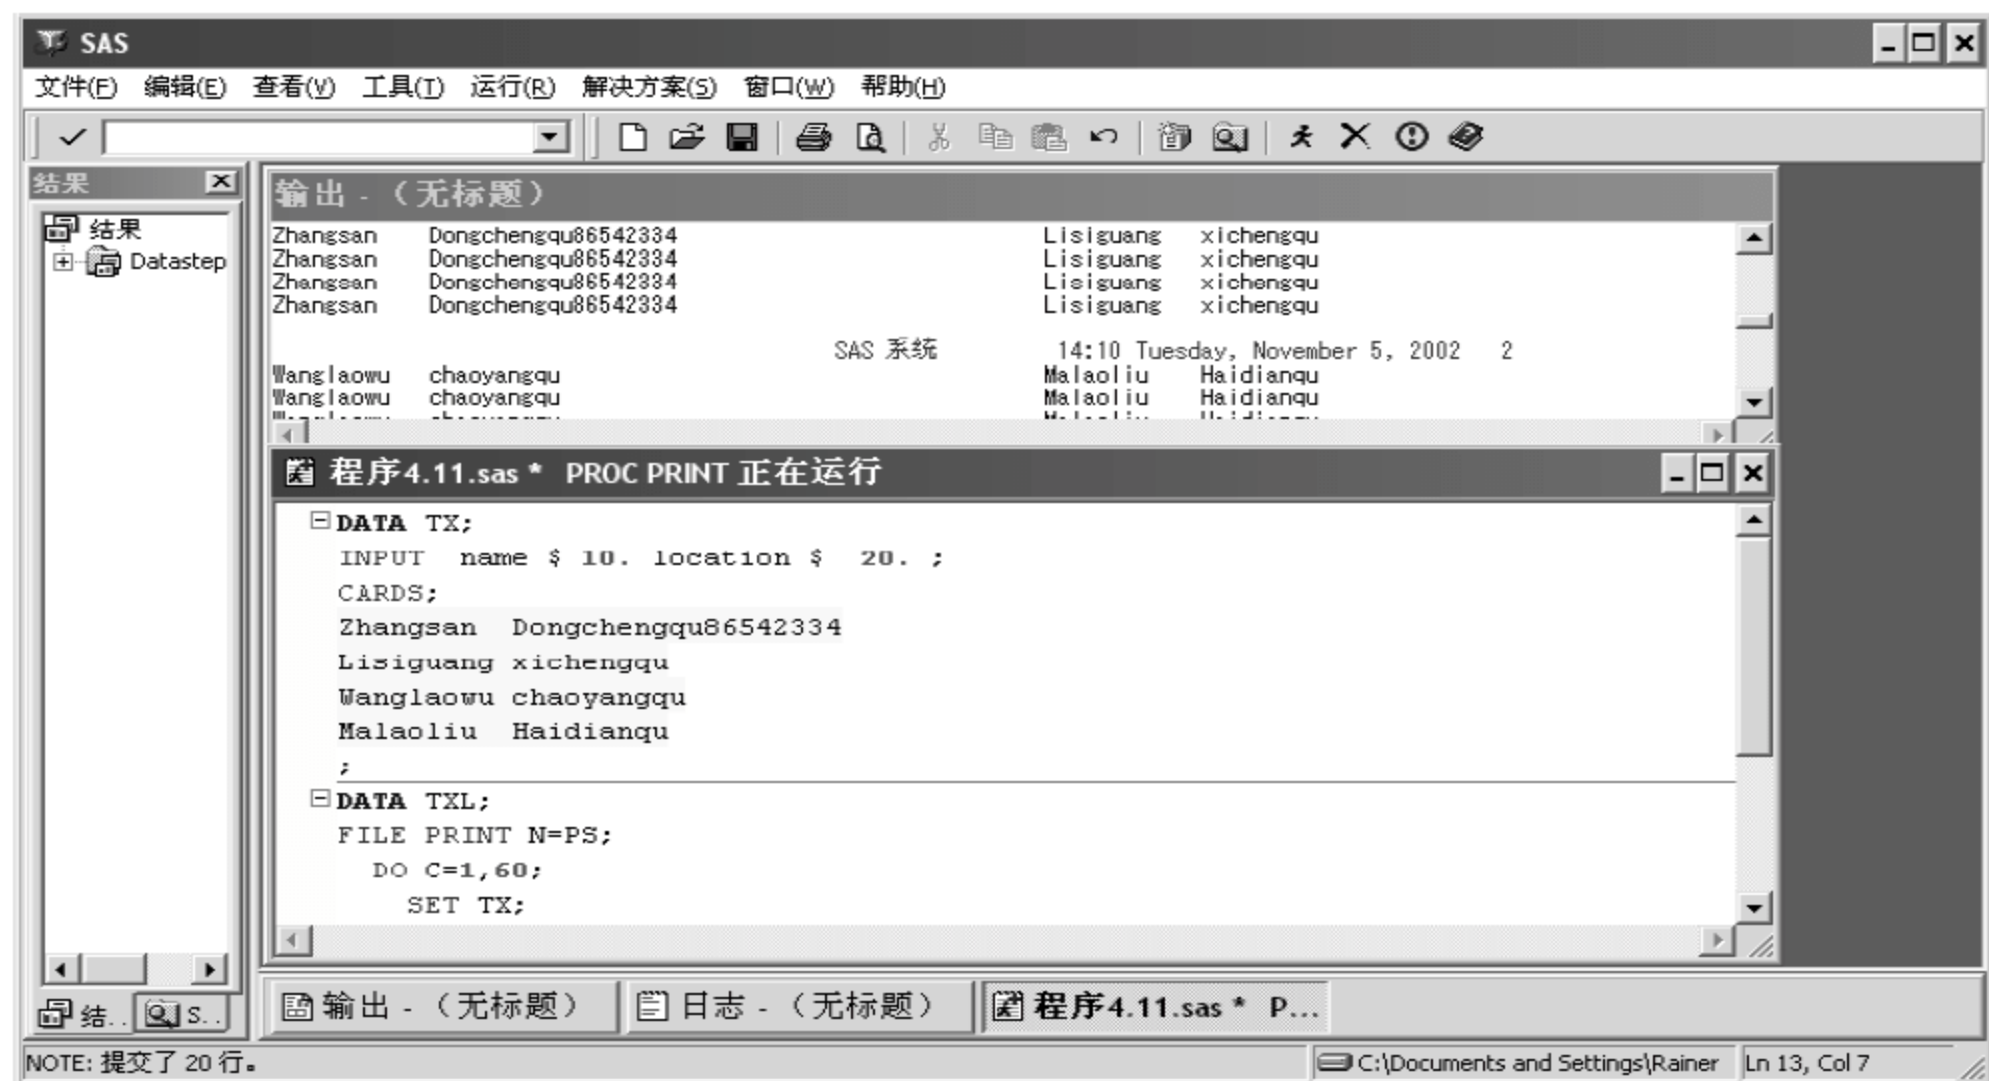 SAS
文件(F) 编辑(E) 查看(V) 工具(T) 运行(R) 解决方案(S) 窗口(W) 帮助(H)
结果
结果
Datastep
输出 - （无标题）
Zhangsan Dongchengqu86542334 Lisiguang xichengqu
Zhangsan Dongchengqu86542334 Lisiguang xichengqu
Zhangsan Dongchengqu86542334 Lisiguang xichengqu
Zhangsan Dongchengqu86542334 Lisiguang xichengqu
SAS 系统 14:10 Tuesday, November 5, 2002 2
Wanglaowu chaoyangqu Malaoliu Haidianqu
Wanglaowu chaoyangqu Malaoliu Haidianqu
程序4.11.sas * PROC PRINT 正在运行
DATA TX;
INPUT name $ 10. location $ 20. ;
CARDS;
Zhangsan Dongchengqu86542334
Lisiguang xichengqu
Wanglaowu chaoyangqu
Malaoliu Haidianqu
;
DATA TXL;
FILE PRINT N=PS;
DO C=1,60;
SET TX;
结.. S..
输出 - （无标题） 日志 - （无标题） 程序4.11.sas * P...
NOTE: 提交了 20 行。 C:\Documents and Settings\Rainer Ln 13, Col 7